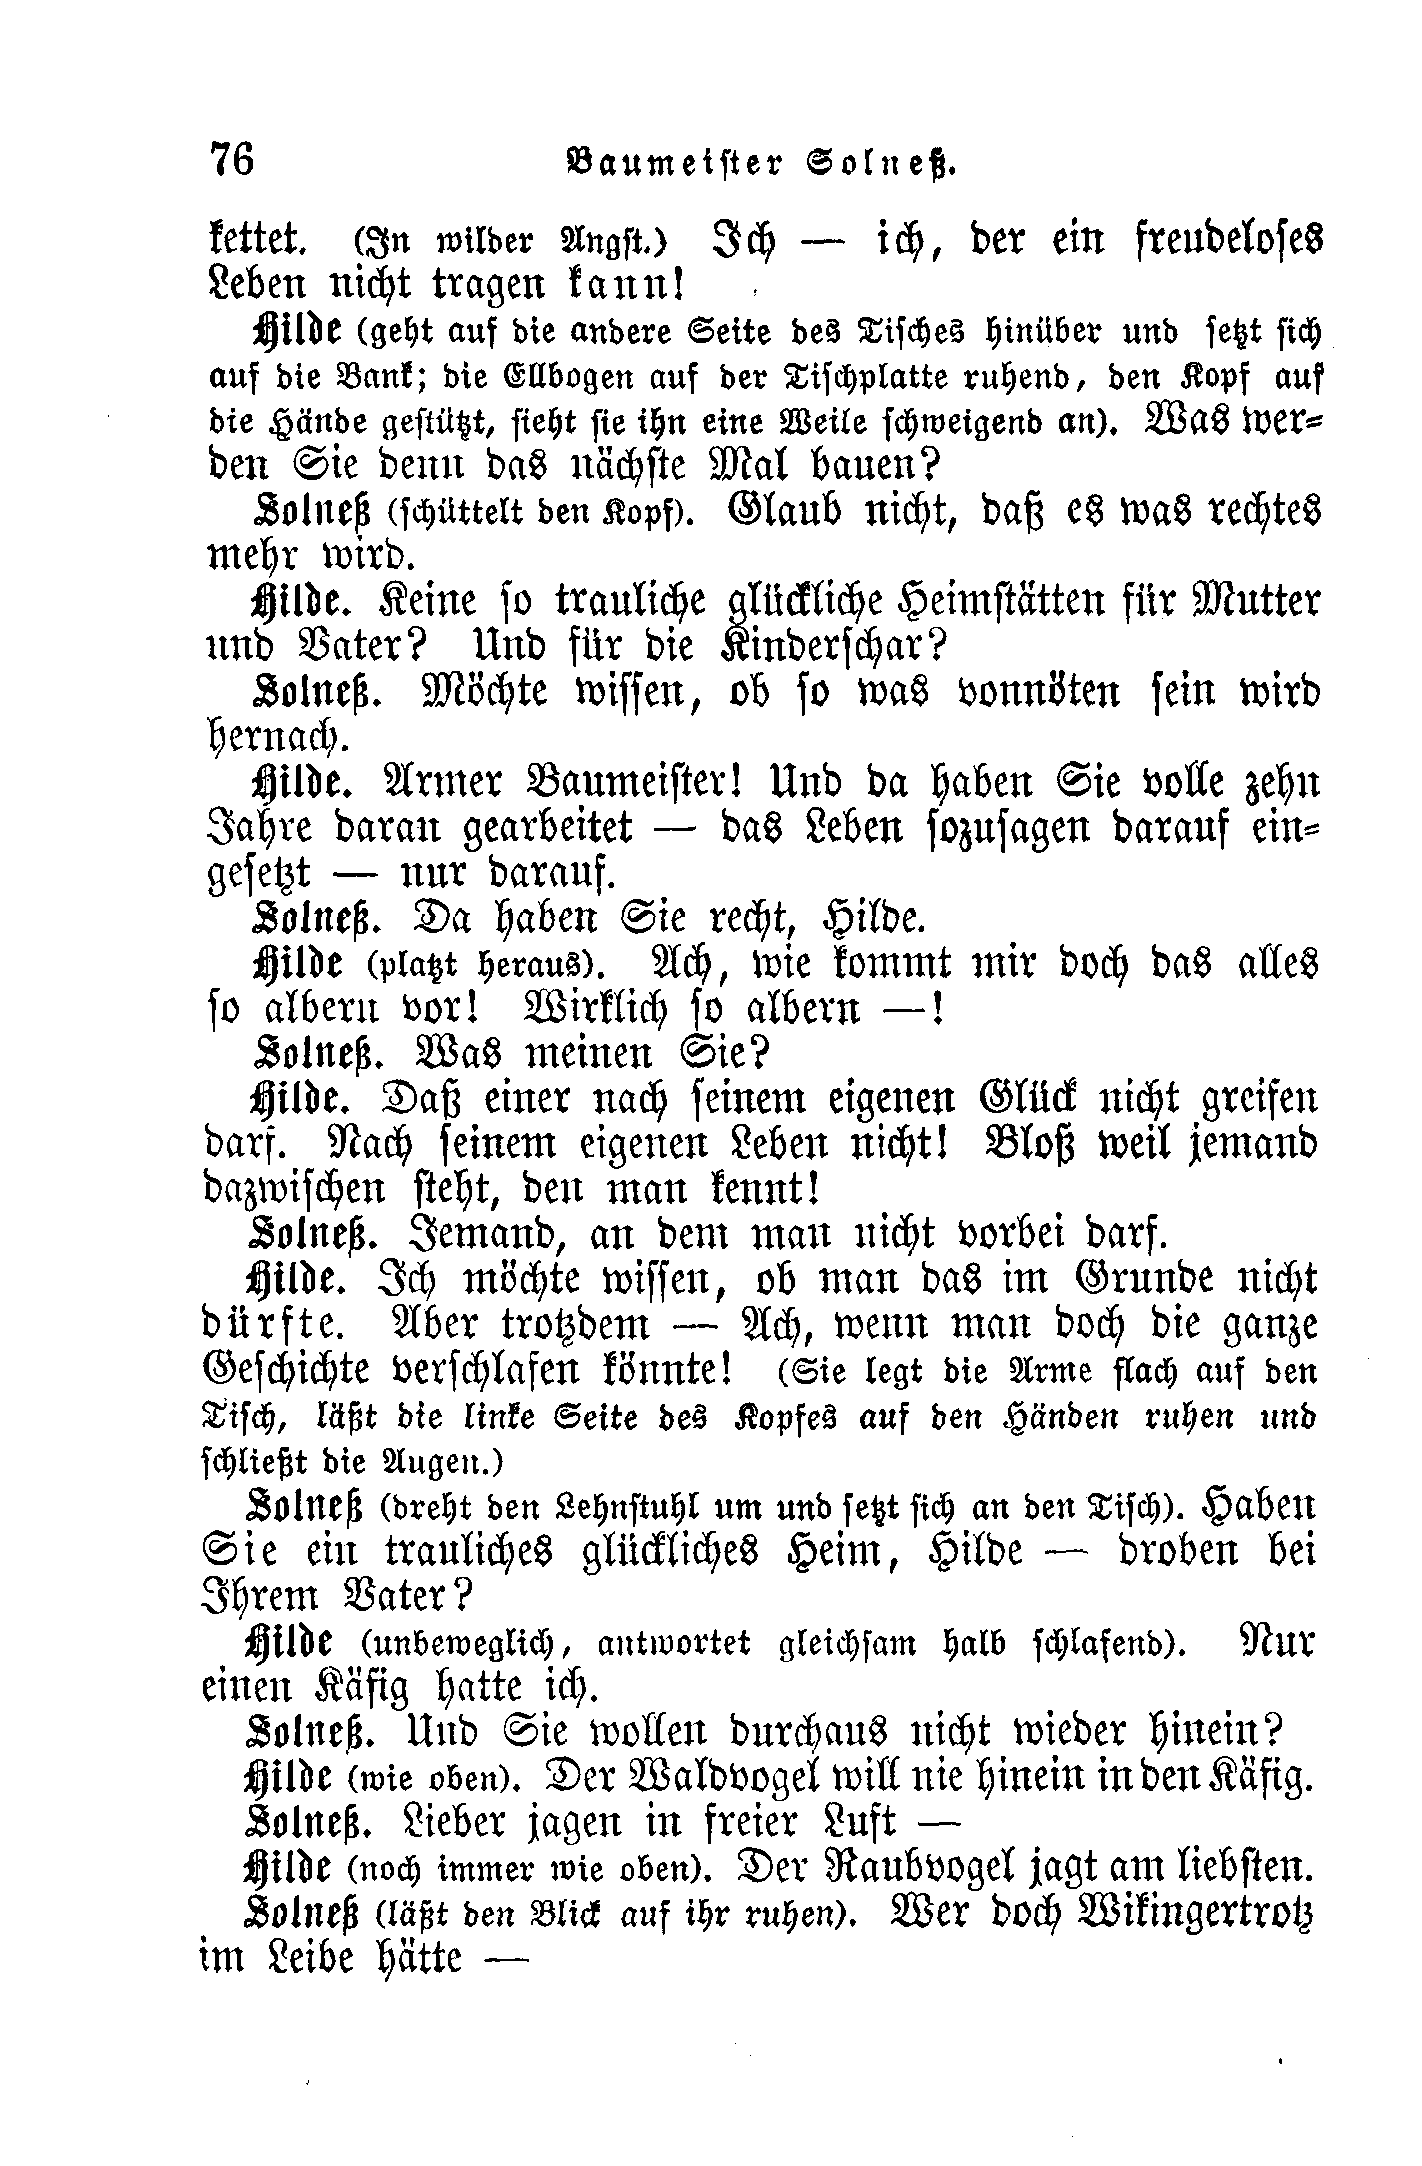 76 Baumeister Solneß.
kettet. (In wilder Angst.) Ich — ich, der ein freudeloses
Leben nicht tragen kann!
Hilde (geht auf die andere Seite des Tisches hinüber und setzt sich
auf die Bank; die Ellbogen auf der Tischplatte ruhend, den Kopf auf
die Hände gestützt, sieht sie ihn eine Weile schweigend an). Was wer-
den Sie denn das nächste Mal bauen?
Solneß (schüttelt den Kopf). Glaub nicht, daß es was rechtes
mehr wird.
Hilde. Keine so trauliche glückliche Heimstätten für Mutter
und Vater? Und für die Kinderschar?
Solneß. Möchte wissen, ob so was vonnöten sein wird
hernach.
Hilde. Armer Baumeister! Und da haben Sie volle zehn
Jahre daran gearbeitet — das Leben sozusagen darauf ein-
gesetzt — nur darauf.
Solneß. Da haben Sie recht, Hilde.
Hilde (platzt heraus). Ach, wie kommt mir doch das alles
so albern vor! Wirklich so albern —!
Solneß. Was meinen Sie?
Hilde. Daß einer nach seinem eigenen Glück nicht greifen
darf. Nach seinem eigenen Leben nicht! Bloß weil jemand
dazwischen steht, den man kennt!
Solneß. Jemand, an dem man nicht vorbei darf.
Hilde. Ich möchte wissen, ob man das im Grunde nicht
dürfte. Aber trotzdem — Ach, wenn man doch die ganze
Geschichte verschlafen könnte! (Sie legt die Arme flach auf den
Tisch, läßt die linke Seite des Kopfes auf den Händen ruhen und
schließt die Augen.)
Solneß (dreht den Lehnstuhl um und setzt sich an den Tisch). Haben
Sie ein trauliches glückliches Heim, Hilde — droben bei
Ihrem Vater?
Hilde (unbeweglich, antwortet gleichsam halb schlafend). Nur
einen Käfig hatte ich.
Solneß. Und Sie wollen durchaus nicht wieder hinein?
Hilde (wie oben). Der Waldvogel will nie hinein in den Käfig.
Solneß. Lieber jagen in freier Luft —
Hilde (noch immer wie oben). Der Raubvogel jagt am liebsten.
Solneß (läßt den Blick auf ihr ruhen). Wer doch Wikingertrotz
im Leibe hätte —